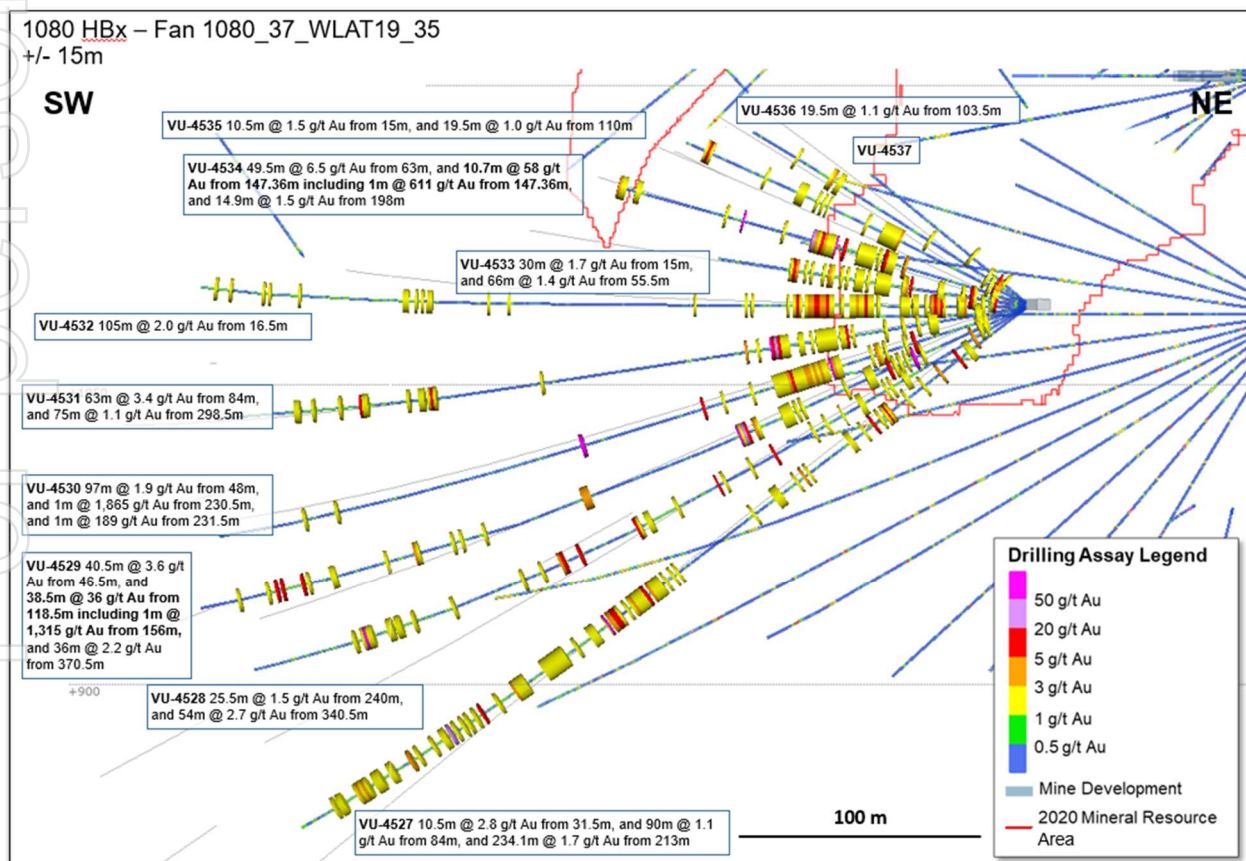 1080 HBx – Fan 1080_37_WLAT19_35
+/- 15m
SW
NE
VU-4536 19.5m @ 1.1 g/t Au from 103.5m
VU-4535 10.5m @ 1.5 g/t Au from 15m, and 19.5m @ 1.0 g/t Au from 110m
VU-4537
VU-4534 49.5m @ 6.5 g/t Au from 63m, and 10.7m @ 58 g/t
Au from 147.36m including 1m @ 611 g/t Au from 147.36m,
and 14.9m @ 1.5 g/t Au from 198m
VU-4533 30m @ 1.7 g/t Au from 15m,
and 66m @ 1.4 g/t Au from 55.5m
VU-4532 105m @ 2.0 g/t Au from 16.5m
VU-4531 63m @ 3.4 g/t Au from 84m,
and 75m @ 1.1 g/t Au from 298.5m
VU-4530 97m @ 1.9 g/t Au from 48m,
and 1m @ 1,865 g/t Au from 230.5m,
and 1m @ 189 g/t Au from 231.5m
VU-4529 40.5m @ 3.6 g/t
Au from 46.5m, and
38.5m @ 36 g/t Au from
118.5m including 1m @
1,315 g/t Au from 156m,
and 36m @ 2.2 g/t Au
from 370.5m
+900
VU-4528 25.5m @ 1.5 g/t Au from 240m,
and 54m @ 2.7 g/t Au from 340.5m
VU-4527 10.5m @ 2.8 g/t Au from 31.5m, and 90m @ 1.1
g/t Au from 84m, and 234.1m @ 1.7 g/t Au from 213m
100 m
Drilling Assay Legend
50 g/t Au
20 g/t Au
5 g/t Au
3 g/t Au
1 g/t Au
0.5 g/t Au
Mine Development
2020 Mineral Resource
Area